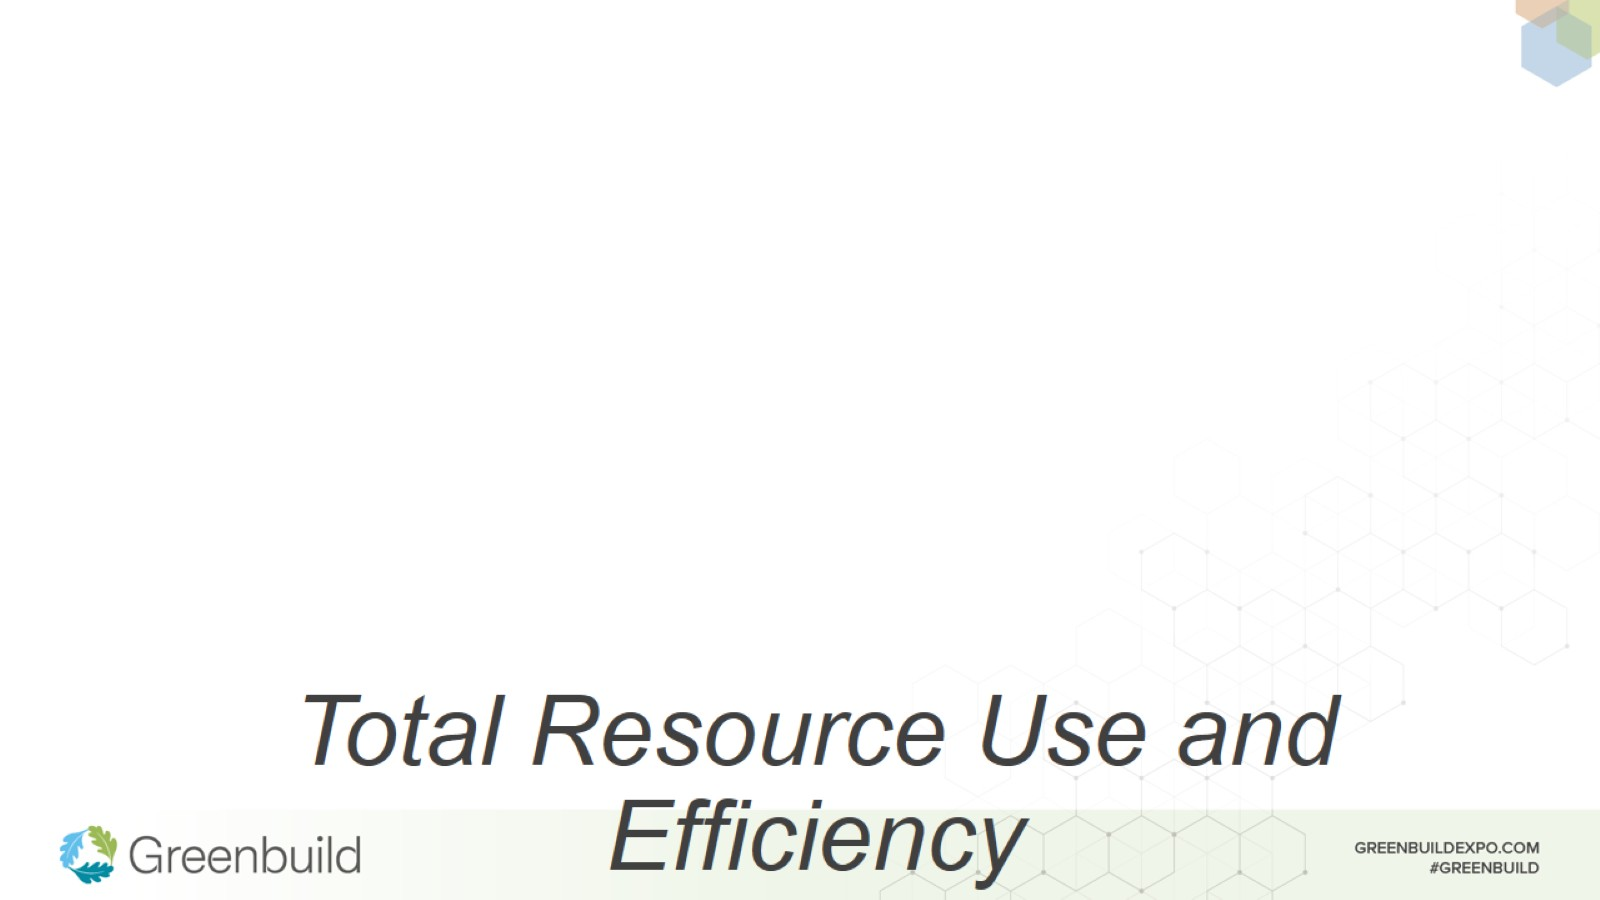 Total Resource Use and
Efficiency
Greenbuild
GREENBUILDEXPO.COM
#GREENBUILD